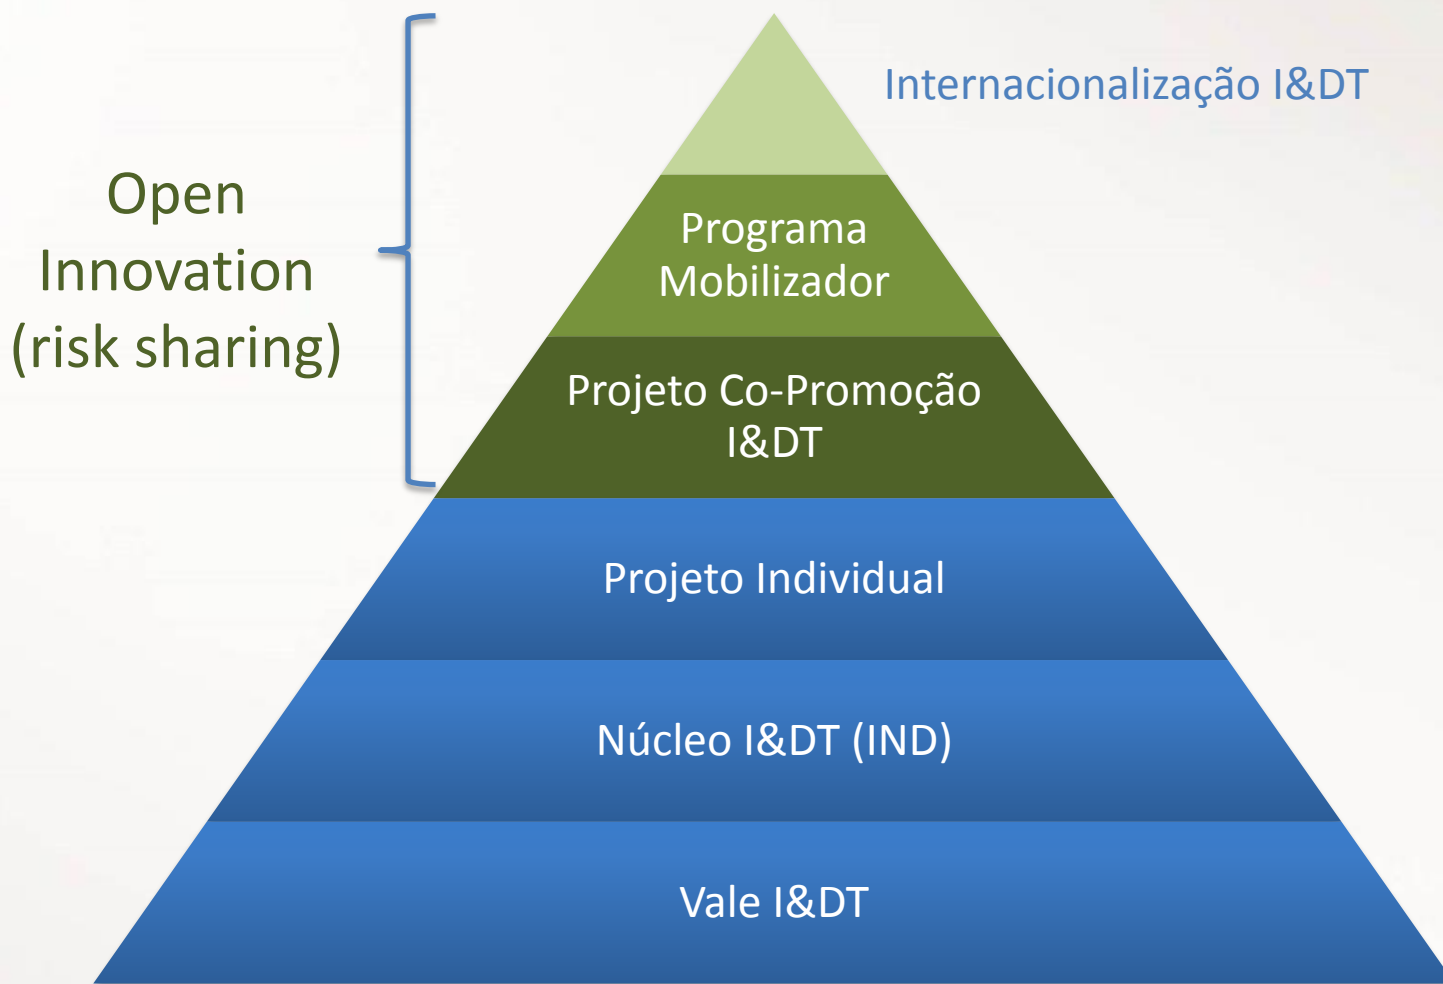 Internacionalização I&DT
Open
Innovation
(risk sharing)
Programa
Mobilizador
Projeto Co-Promoção
I&DT
Projeto Individual
Núcleo I&DT (IND)
Vale I&DT